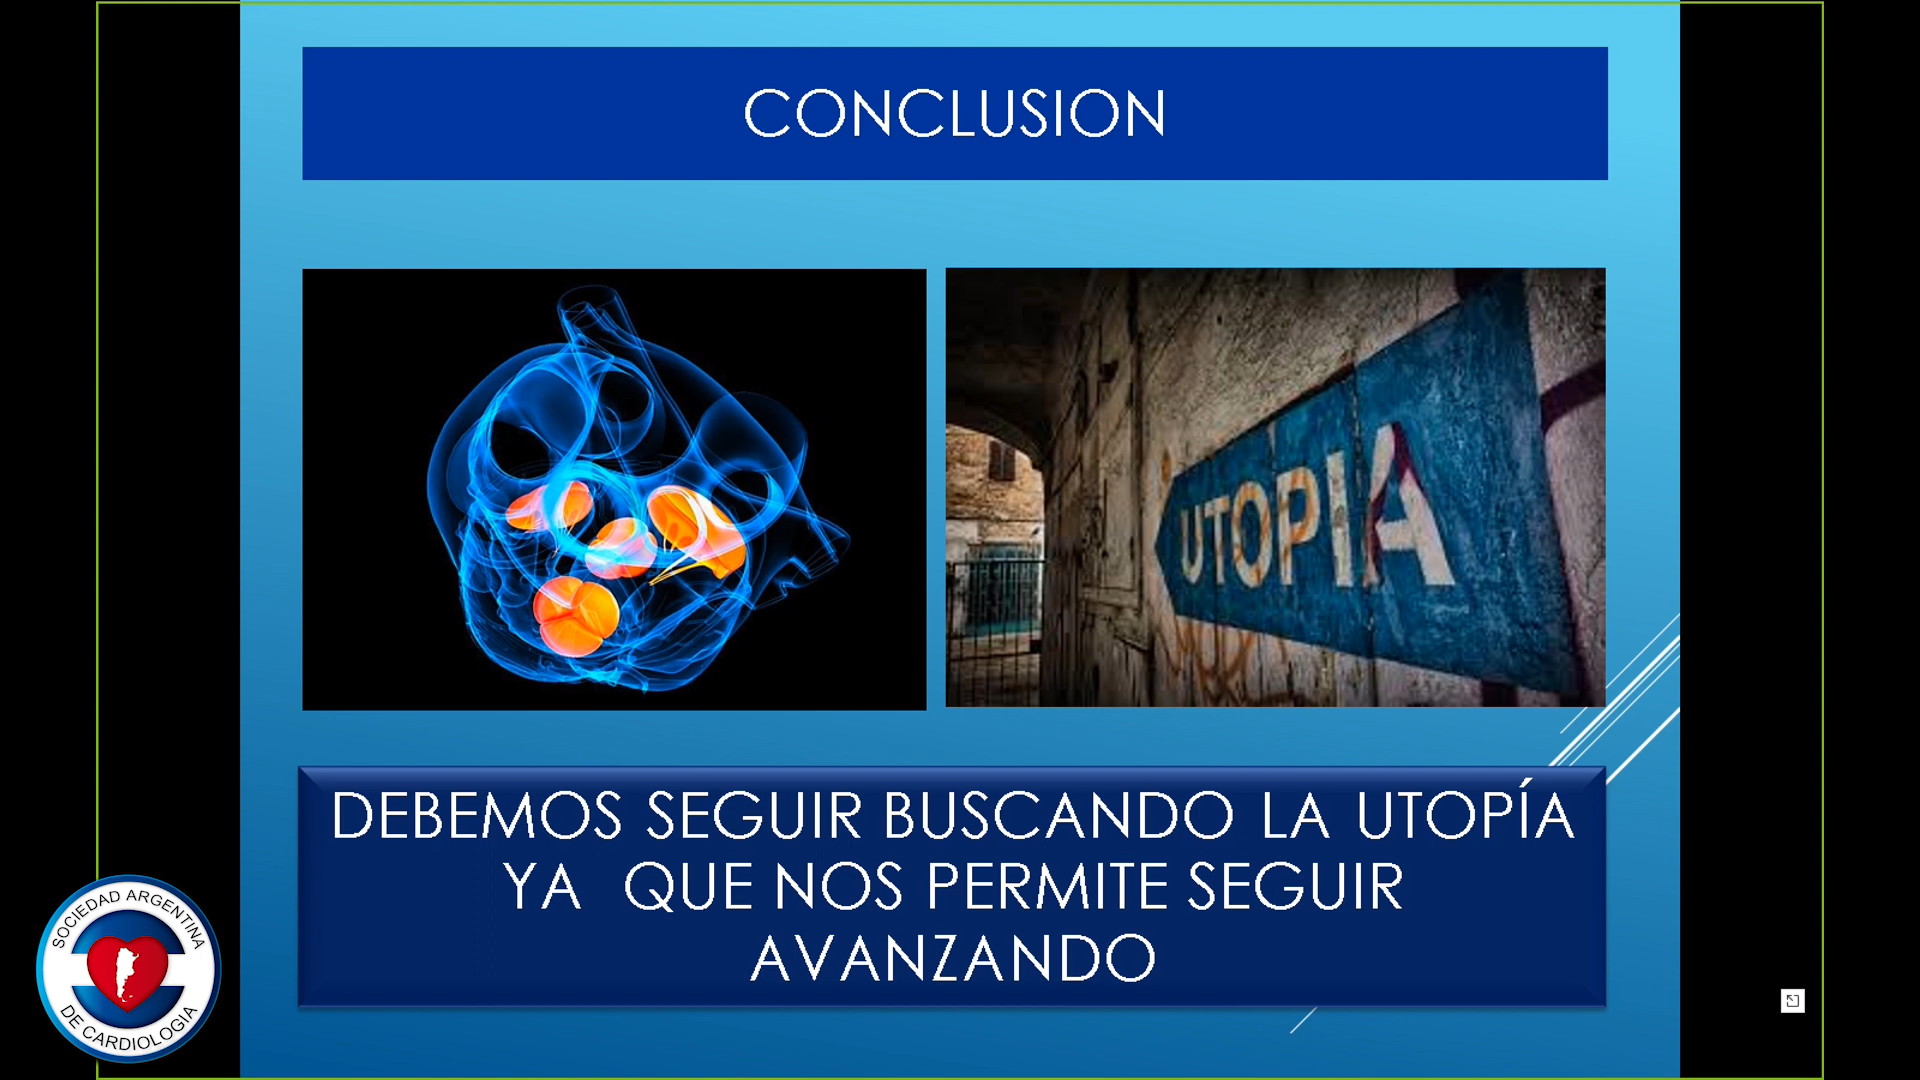 CONCLUSION
UTOPIA
DEBEMOS SEGUIR BUSCANDO LA UTOPÍA
YA QUE NOS PERMITE SEGUIR
AVANZANDO
SOCIEDAD ARGENTINA
DE CARDIOLOGIA